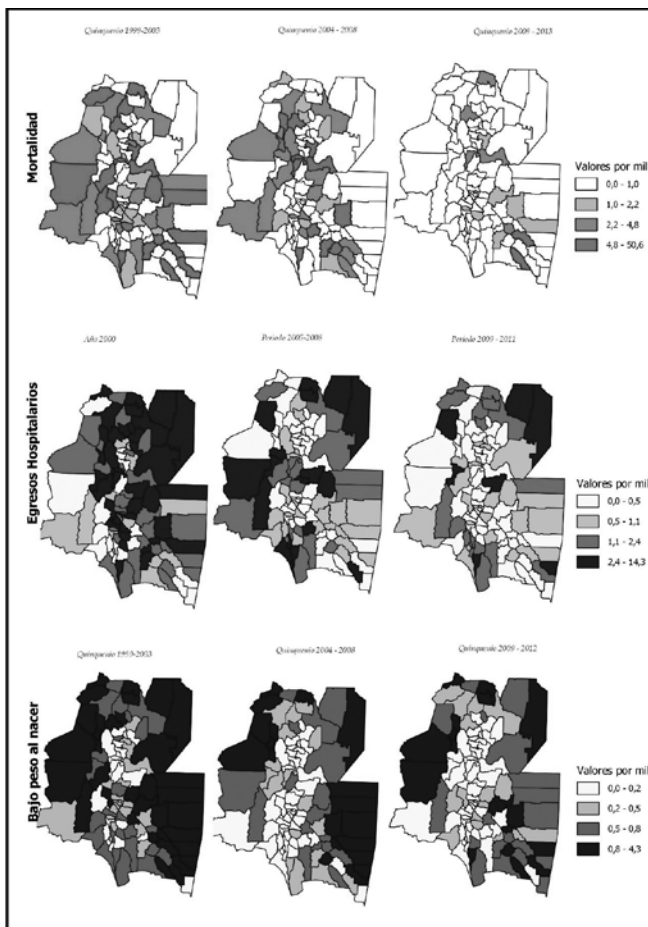 Quinquenio 1999-2003
Quinquenio 2004 - 2008
Quinquenio 2009 - 2013
Mortalidad
Valores por mil
0,0 - 1,0
1,0 - 2,2
2,2 - 4,8
4,8 - 50,6
Año 2000
Periodo 2005-2008
Periodo 2009 - 2011
Egresos Hospitalarios
Valores por mil
0,0 - 0,5
0,5 - 1,1
1,1 - 2,4
2,4 - 14,3
Quinquenio 1999-2003
Quinquenio 2004 - 2008
Quinquenio 2009 - 2012
Bajo peso al nacer
Valores por mil
0,0 - 0,2
0,2 - 0,5
0,5 - 0,8
0,8 - 4,3